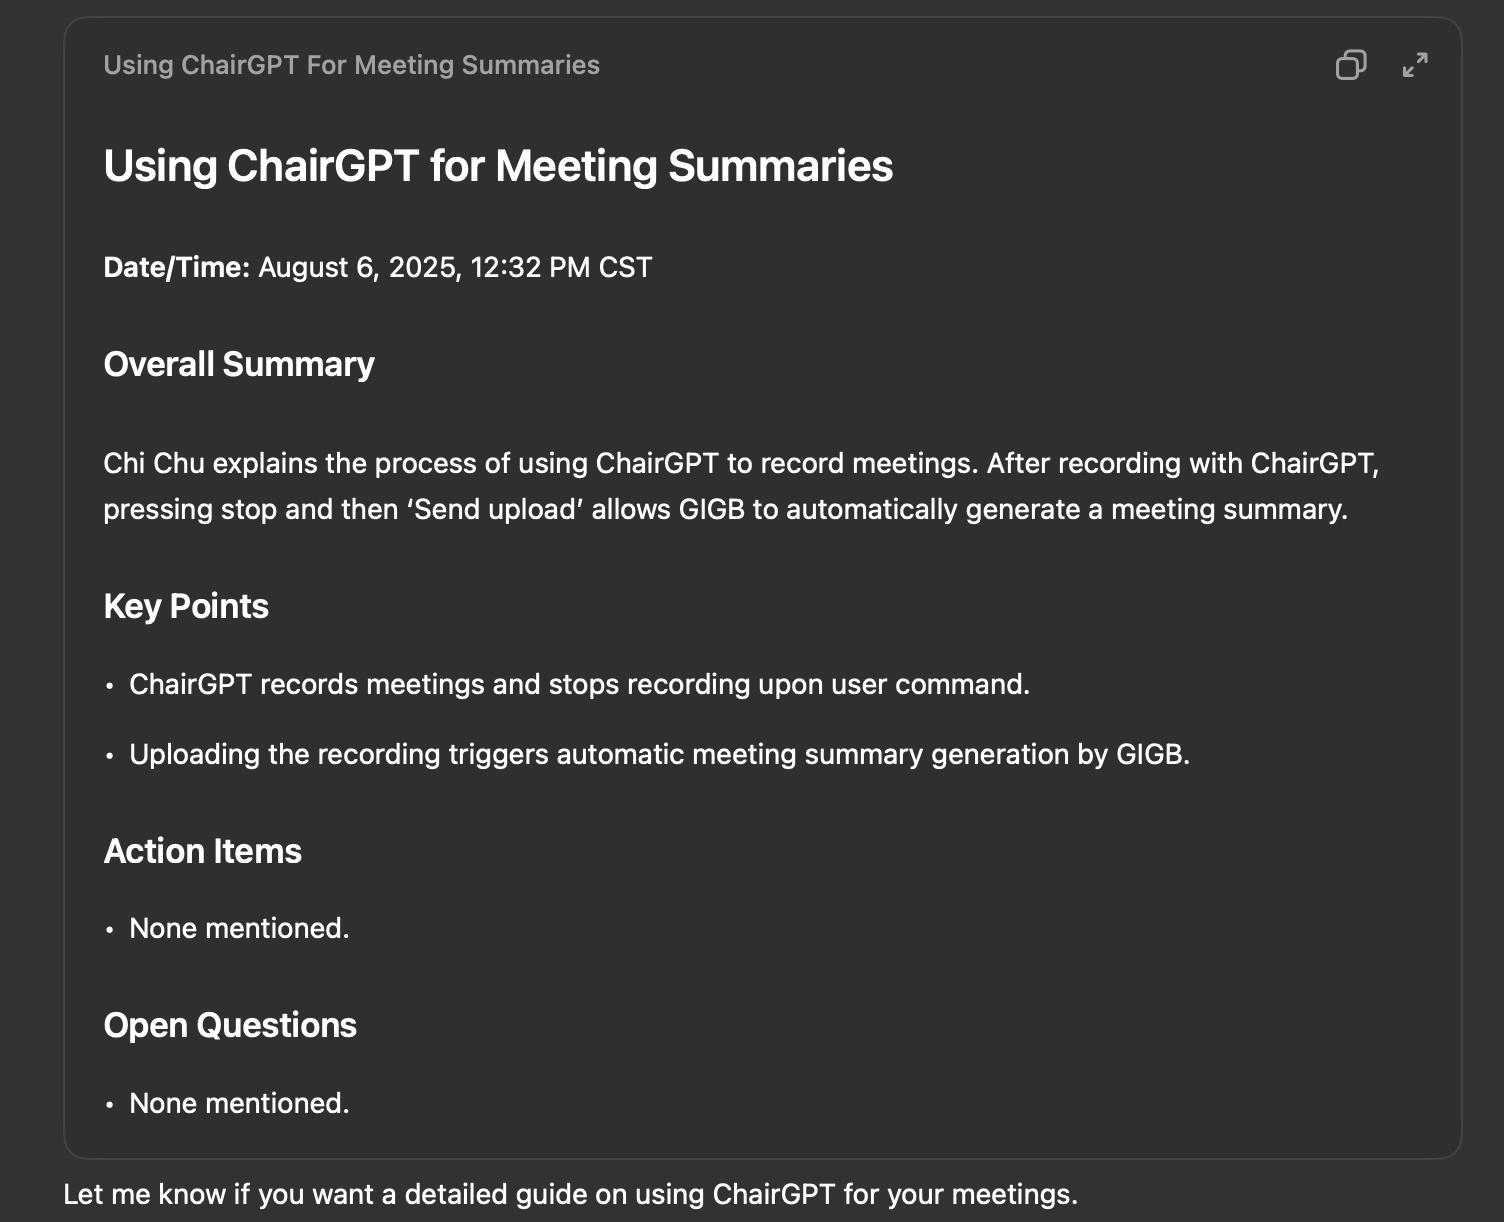 Using ChairGPT For Meeting Summaries
Using ChairGPT for Meeting Summaries
Date/Time: August 6, 2025, 12:32 PM CST
Overall Summary
Chi Chu explains the process of using ChairGPT to record meetings. After recording with ChairGPT,
pressing stop and then ‘Send upload’ allows GIGB to automatically generate a meeting summary.
Key Points
• ChairGPT records meetings and stops recording upon user command.
• Uploading the recording triggers automatic meeting summary generation by GIGB.
Action Items
• None mentioned.
Open Questions
• None mentioned.
Let me know if you want a detailed guide on using ChairGPT for your meetings.